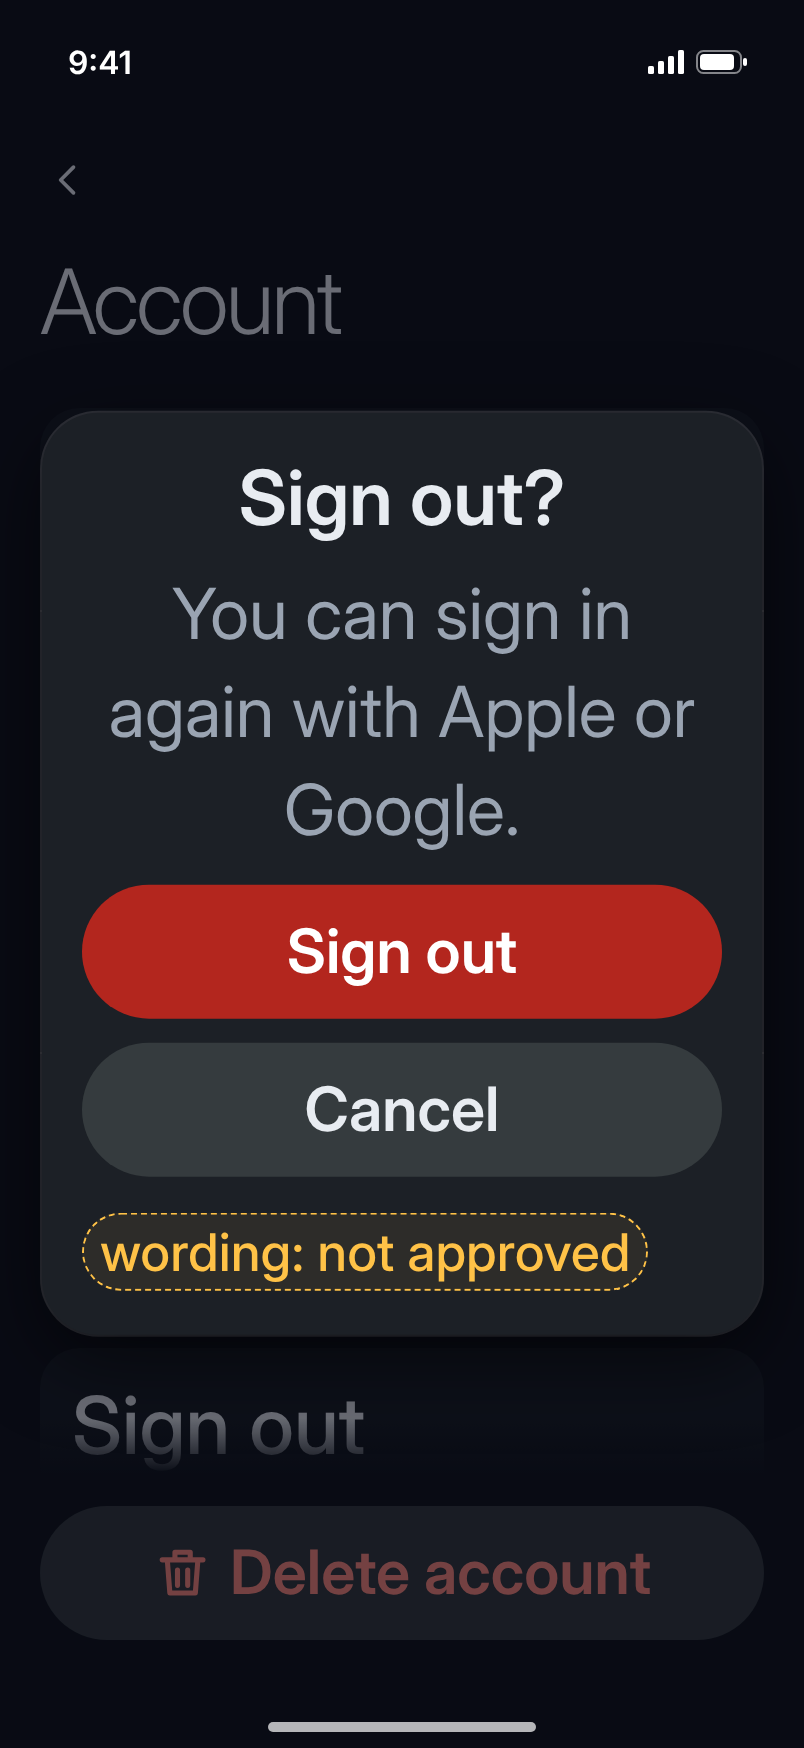 9:41
Account
Sign out?
You can sign in
again with Apple or
Google.
Sign out
Cancel
wording: not approved
Sign out
Delete account